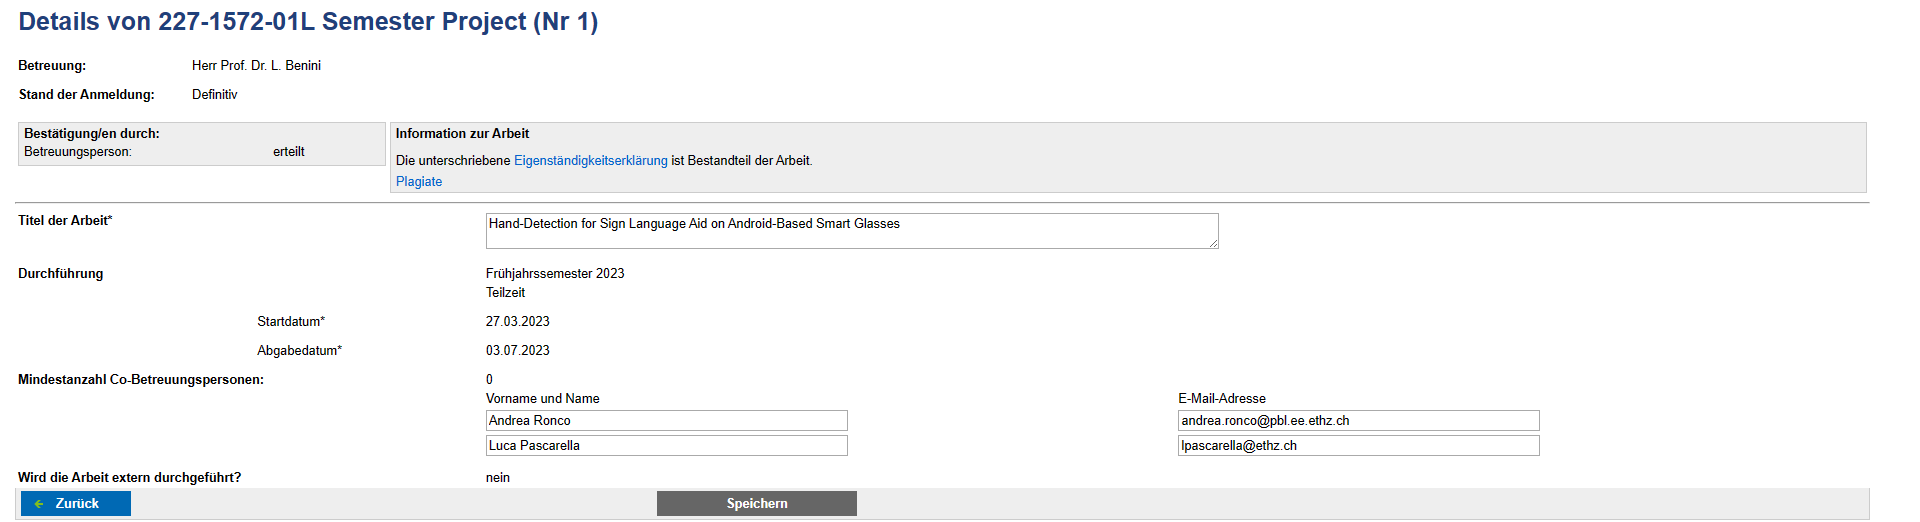 Details von 227-1572-01L Semester Project (Nr 1)
Betreuung: Herr Prof. Dr. L. Benini
Stand der Anmeldung: Definitiv
Bestätigung/en durch:
Betreuungsperson: erteilt
Information zur Arbeit
Die unterschriebene Eigenständigkeitserklärung ist Bestandteil der Arbeit.
Plagiate
Titel der Arbeit* Hand-Detection for Sign Language Aid on Android-Based Smart Glasses
Durchführung Frühjahrssemester 2023
Teilzeit
Startdatum* 27.03.2023
Abgabedatum* 03.07.2023
Mindestanzahl Co-Betreuungspersonen: 0
Vorname und Name E-Mail-Adresse
Andrea Ronco andrea.ronco@pbl.ee.ethz.ch
Luca Pascarella lpascarella@ethz.ch
Wird die Arbeit extern durchgeführt? nein
Zurück Speichern